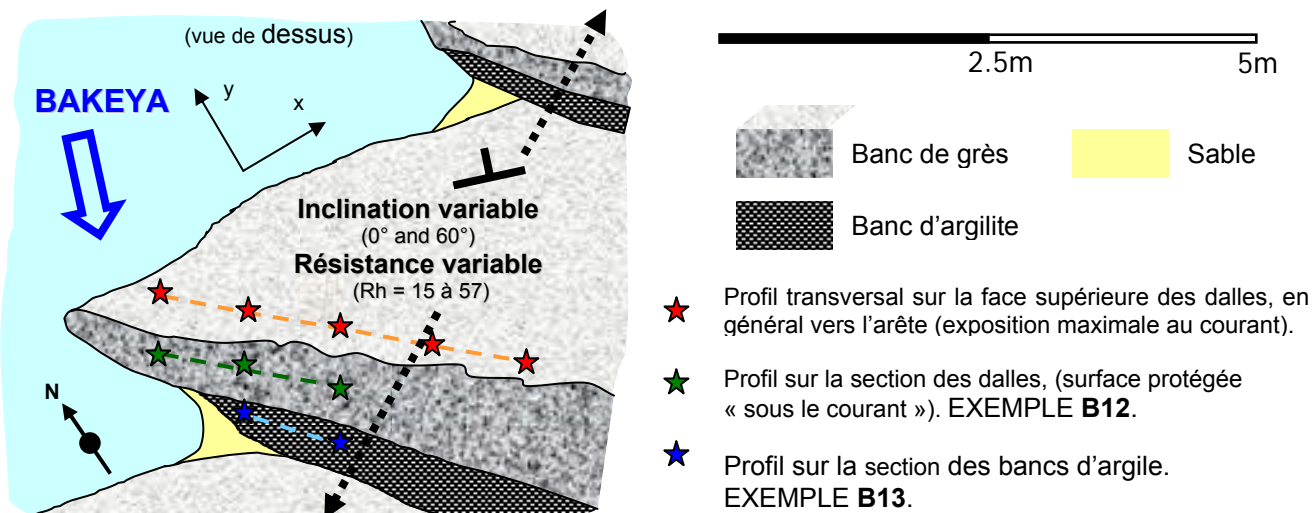 (vue de dessus)
BAKEYA
y
x
Inclination variable
(0° and 60°)
Résistance variable
(Rh = 15 à 57)
N
2.5m
5m
Banc de grès
Sable
Banc d'argilite
Profil transversal sur la face supérieure des dalles, en
général vers l'arête (exposition maximale au courant).
Profil sur la section des dalles, (surface protégée
« sous le courant »). EXEMPLE B12.
Profil sur la section des bancs d'argile.
EXEMPLE B13.